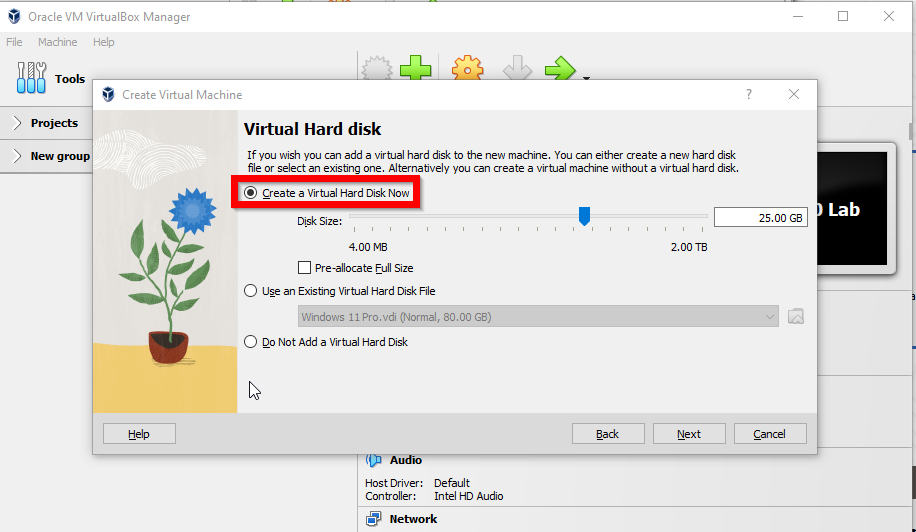 Oracle VM VirtualBox Manager
File Machine Help
Tools
Projects
New group
Create Virtual Machine
?
Virtual Hard disk
If you wish you can add a virtual hard disk to the new machine. You can either create a new hard disk
file or select an existing one. Alternatively you can create a virtual machine without a virtual hard disk.
Create a Virtual Hard Disk Now
Disk Size:
25.00 GB
4.00 MB 2.00 TB
Pre-allocate Full Size
Use an Existing Virtual Hard Disk File
Windows 11 Pro.vdi (Normal, 80.00 GB)
Do Not Add a Virtual Hard Disk
Help Back Next Cancel
0 Lab
Audio
Host Driver: Default
Controller: Intel HD Audio
Network